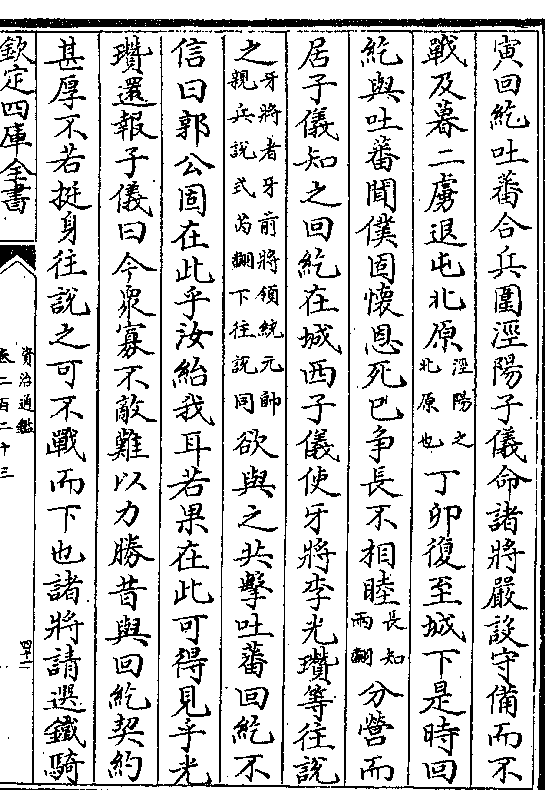 寅回紇吐蕃合兵圍涇陽子儀命諸將嚴設守備而不
戰及暮二虜退屯北原涇陽之北原也丁卯復至城下是時回
紇與吐蕃聞僕固懷恩死已争長不相睦長知兩翻分營而
居子儀知之回紇在城西子儀使牙將李光瓚等往說
之牙將者牙前將領統元帥親兵說式芮翻下往說同欲與之共擊吐蕃回紇不
信曰郭公固在此乎汝紿我耳若果在此可得見乎光
瓚還報子儀曰今衆寡不敵難以力勝昔與回紇契約
甚厚不若挺身往說之可不戰而下也諸將請選鐵騎
欽定四庫全書
資治通鑑
卷二百二十三
四十二